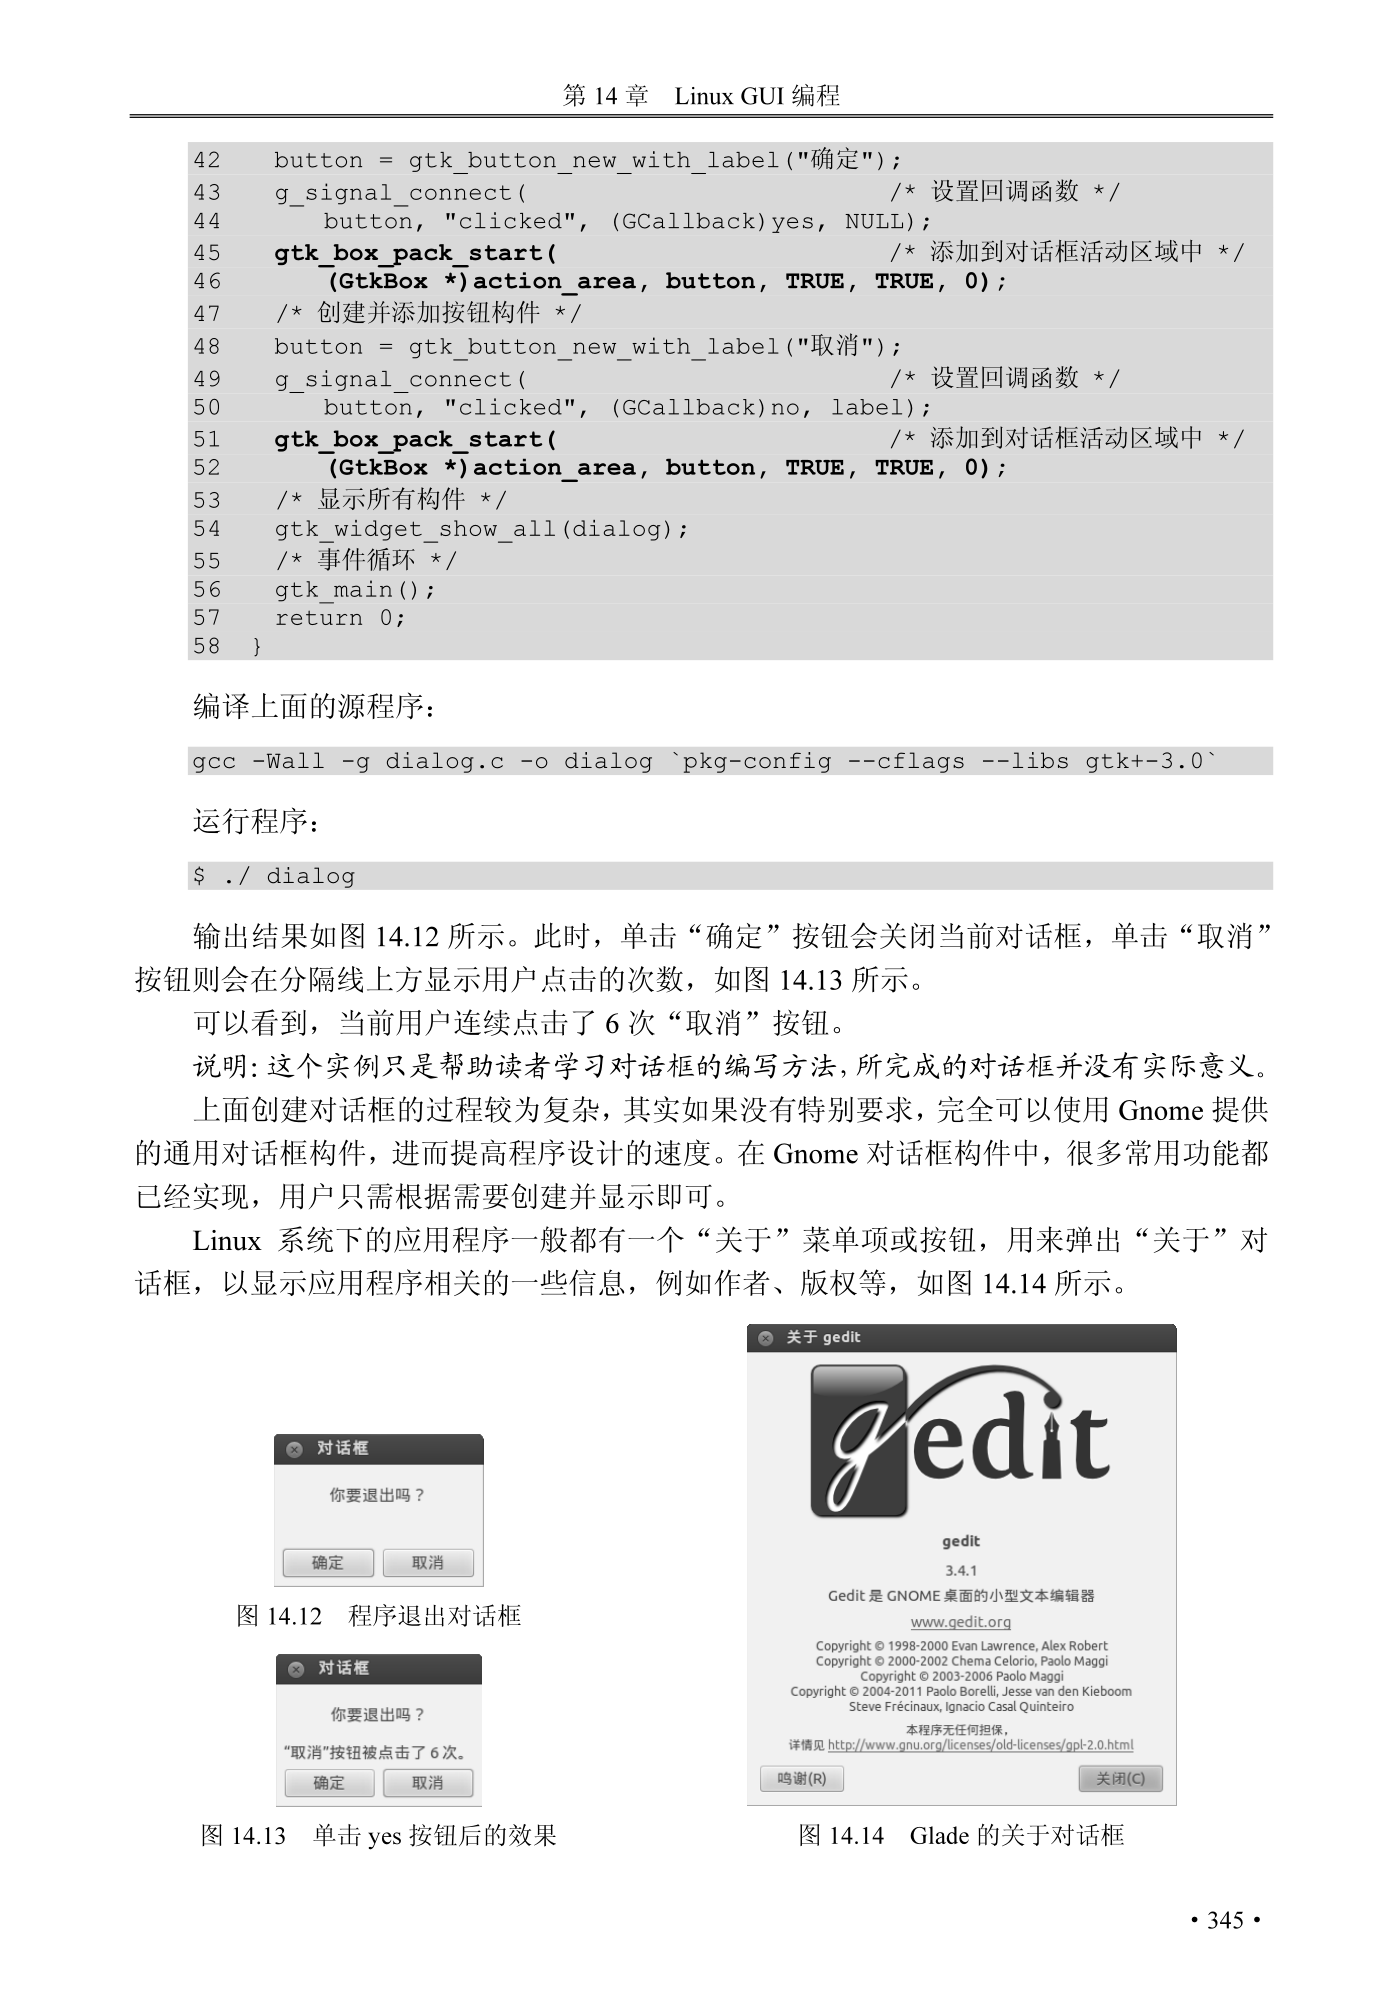 第 14 章 Linux GUI 编程
42 button = gtk_button_new_with_label("确定");
43 g_signal_connect( /* 设置回调函数 */
44 button, "clicked", (GCallback)yes, NULL);
45 gtk_box_pack_start( /* 添加到对话框活动区域中 */
46 (GtkBox *)action_area, button, TRUE, TRUE, 0);
47 /* 创建并添加按钮构件 */
48 button = gtk_button_new_with_label("取消");
49 g_signal_connect( /* 设置回调函数 */
50 button, "clicked", (GCallback)no, label);
51 gtk_box_pack_start( /* 添加到对话框活动区域中 */
52 (GtkBox *)action_area, button, TRUE, TRUE, 0);
53 /* 显示所有构件 */
54 gtk_widget_show_all(dialog);
55 /* 事件循环 */
56 gtk_main();
57 return 0;
58 }
编译上面的源程序：
gcc -Wall -g dialog.c -o dialog `pkg-config --cflags --libs gtk+-3.0`
运行程序：
$ ./ dialog
输出结果如图 14.12 所示。此时，单击“确定”按钮会关闭当前对话框，单击“取消”
按钮则会在分隔线上方显示用户点击的次数，如图 14.13 所示。
可以看到，当前用户连续点击了 6 次“取消”按钮。
说明：这个实例只是帮助读者学习对话框的编写方法，所完成的对话框并没有实际意义。
上面创建对话框的过程较为复杂，其实如果没有特别要求，完全可以使用 Gnome 提供
的通用对话框构件，进而提高程序设计的速度。在 Gnome 对话框构件中，很多常用功能都
已经实现，用户只需根据需要创建并显示即可。
Linux 系统下的应用程序一般都有一个“关于”菜单项或按钮，用来弹出“关于”对
话框，以显示应用程序相关的一些信息，例如作者、版权等，如图 14.14 所示。
对话框
你要退出吗？
确定 取消
图 14.12 程序退出对话框
对话框
你要退出吗？
“取消”按钮被点击了 6 次。
确定 取消
图 14.13 单击 yes 按钮后的效果
关于 gedit
gedit
gedit
3.4.1
Gedit 是 GNOME 桌面的小型文本编辑器
www.gedit.org
Copyright © 1998-2000 Evan Lawrence, Alex Robert
Copyright © 2000-2002 Chema Celorio, Paolo Maggi
Copyright © 2003-2006 Paolo Maggi
Copyright © 2004-2011 Paolo Borelli, Jesse van den Kieboom
Steve Frécinaux, Ignacio Casal Quinteiro
本程序无任何担保，
详情见 http://www.gnu.org/licenses/old-licenses/gpl-2.0.html
鸣谢(R) 关闭(C)
图 14.14 Glade 的关于对话框
• 345 •